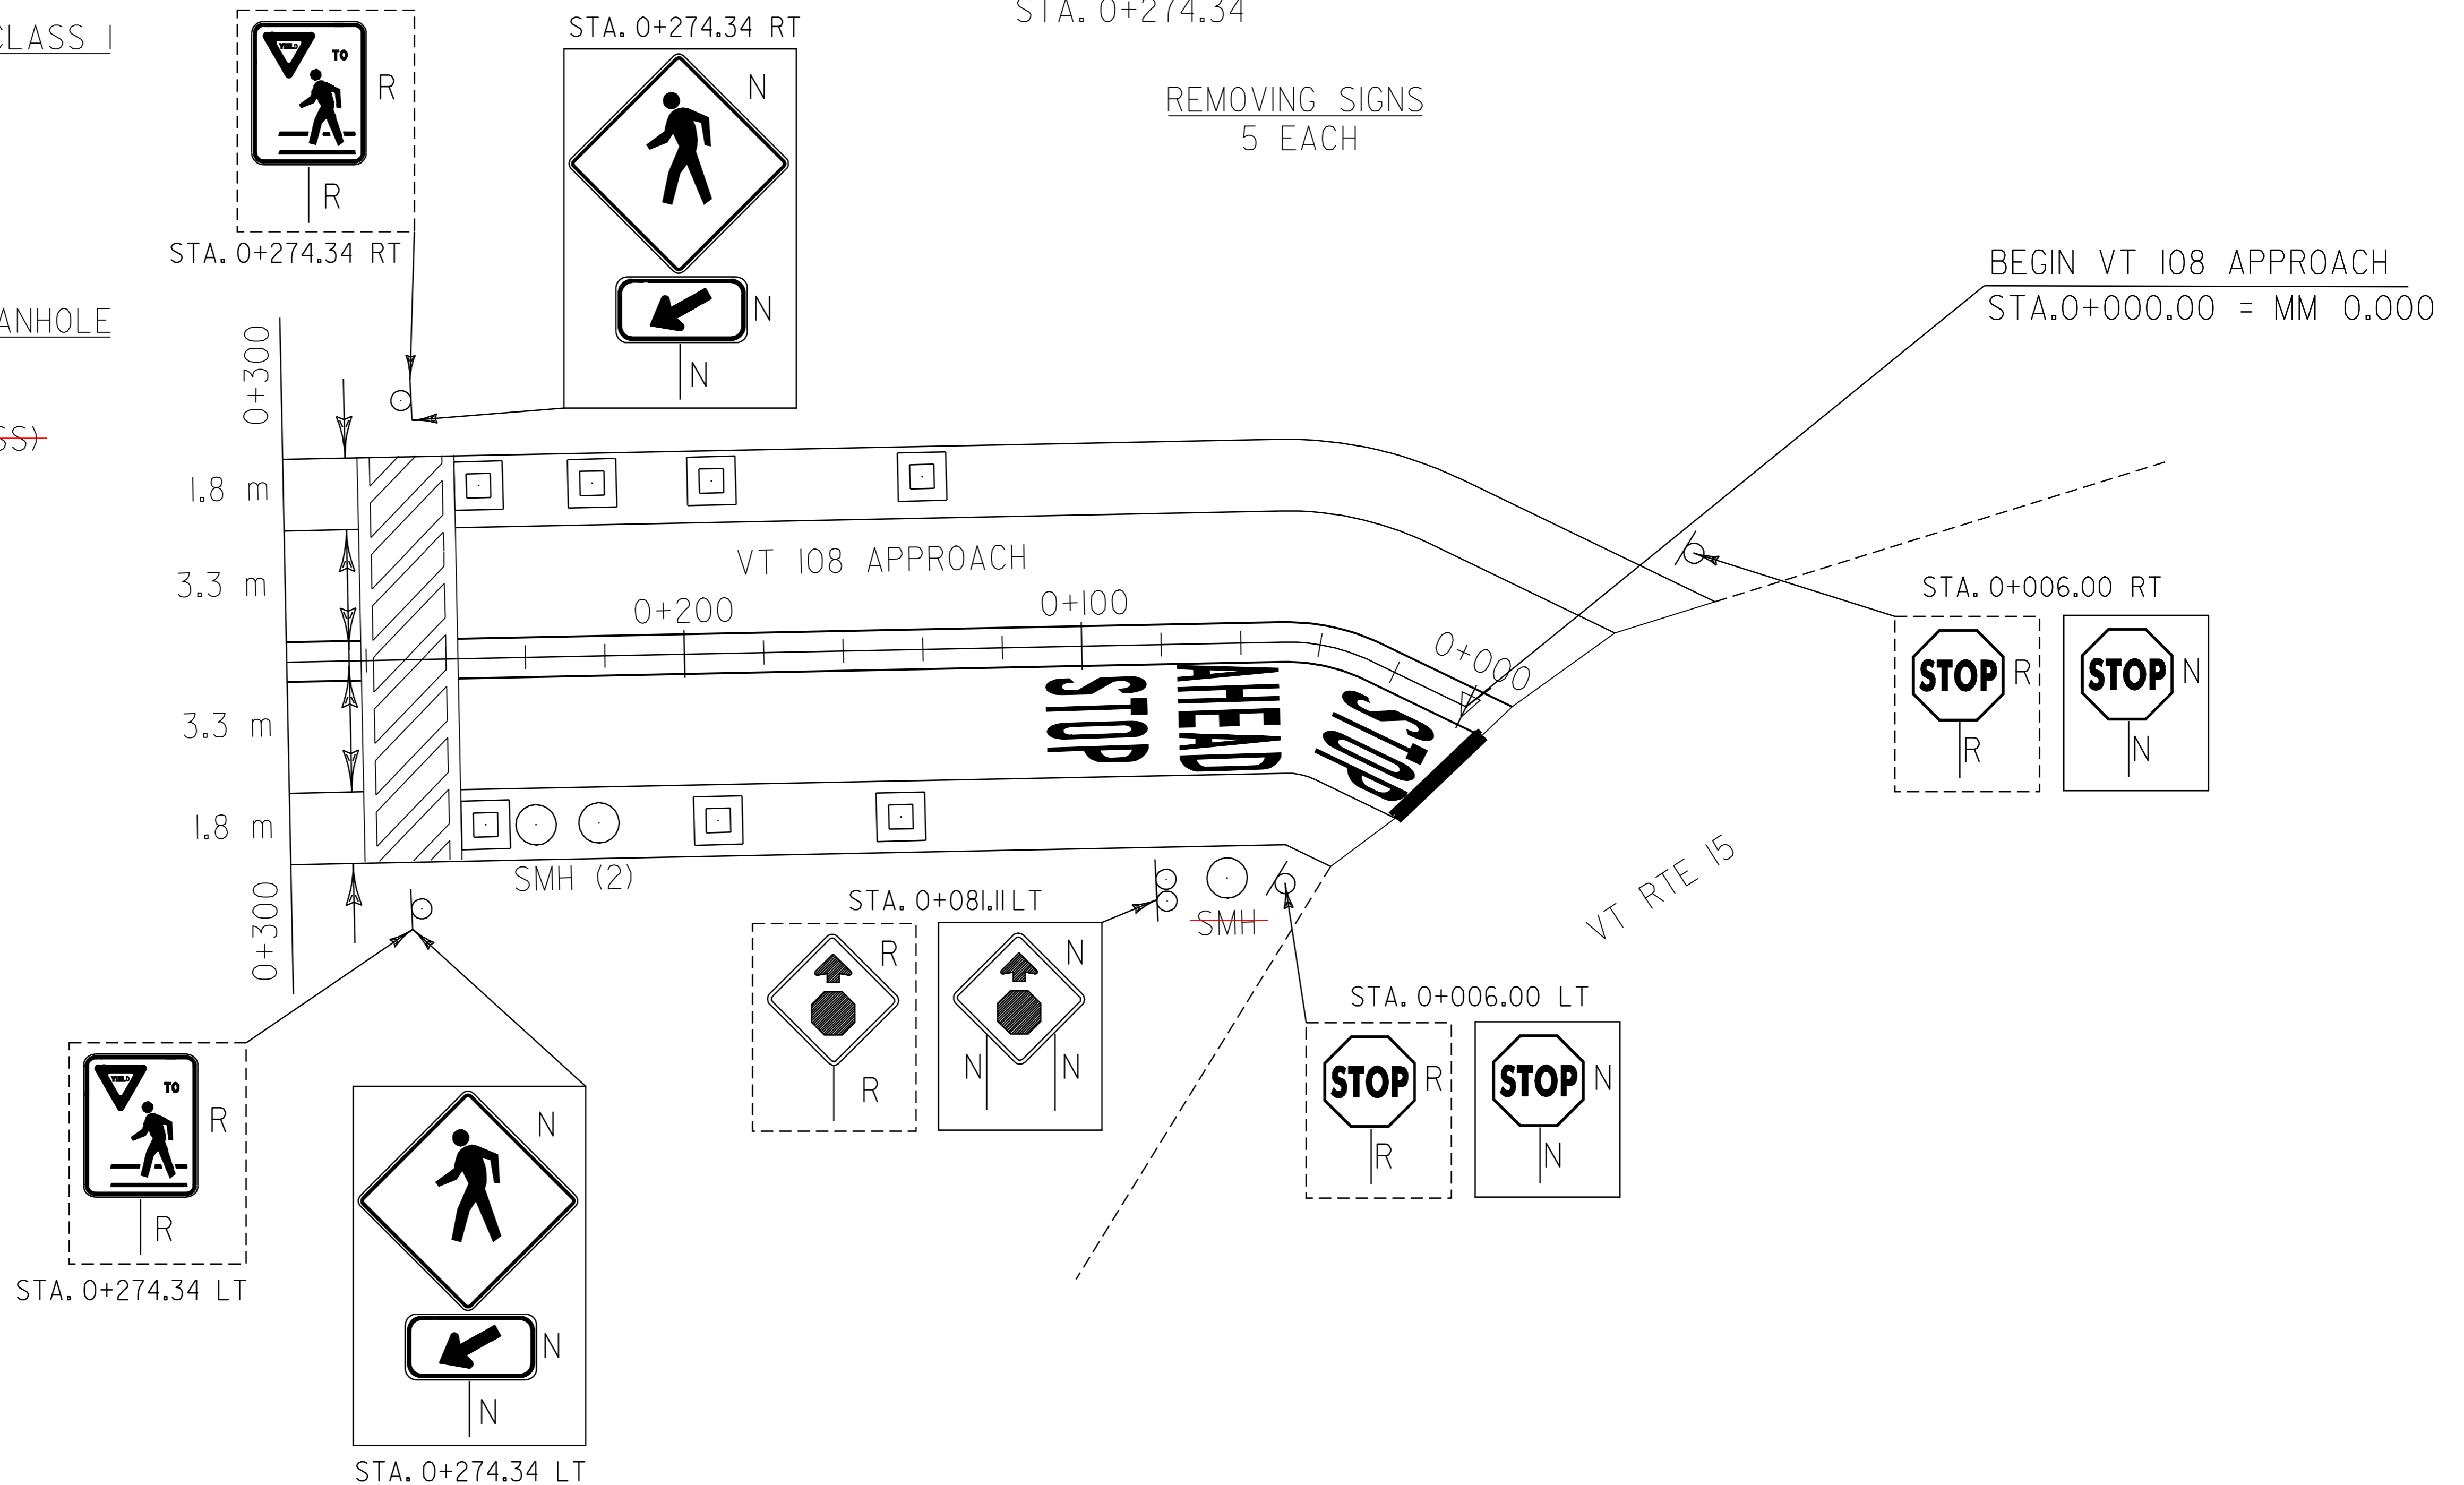 CLASS I
STA. 0+274.34
REMOVING SIGNS
5 EACH
YIELD
TO
R
R
STA. 0+274.34 RT
STA. 0+274.34 RT
N
N
N
BEGIN VT 108 APPROACH
STA.0+000.00 = MM 0.000
ANHOLE
SS)
0+300
1.8 m
3.3 m
3.3 m
1.8 m
0+300
VT 108 APPROACH
0+200
0+100
0+000
STOP
AHEAD
STOP
STA. 0+006.00 RT
STOP
R
R
STOP
N
N
SMH (2)
SMH
VT RTE 15
STA. 0+081.11 LT
R
R
N
N
N
STA. 0+006.00 LT
STOP
R
R
STOP
N
N
YIELD
TO
R
R
STA. 0+274.34 LT
N
N
N
STA. 0+274.34 LT